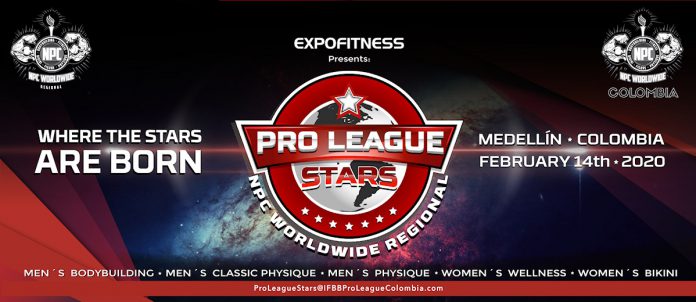 NPC
NPC WORLDWIDE
REGIONAL
EXPOFITNESS
Presents:
NPC
NPC WORLDWIDE
COLOMBIA
WHERE THE STARS
ARE BORN
PRO LEAGUE
STARS
NPC WORLDWIDE REGIONAL
MEDELLÍN • COLOMBIA
FEBRUARY 14th ★ 2020
MEN´S BODYBUILDING • MEN´S CLASSIC PHYSIQUE • MEN´S PHYSIQUE • WOMEN´S WELLNESS • WOMEN´S BIKINI
ProLeagueStars@IFBBProLeagueColombia.com